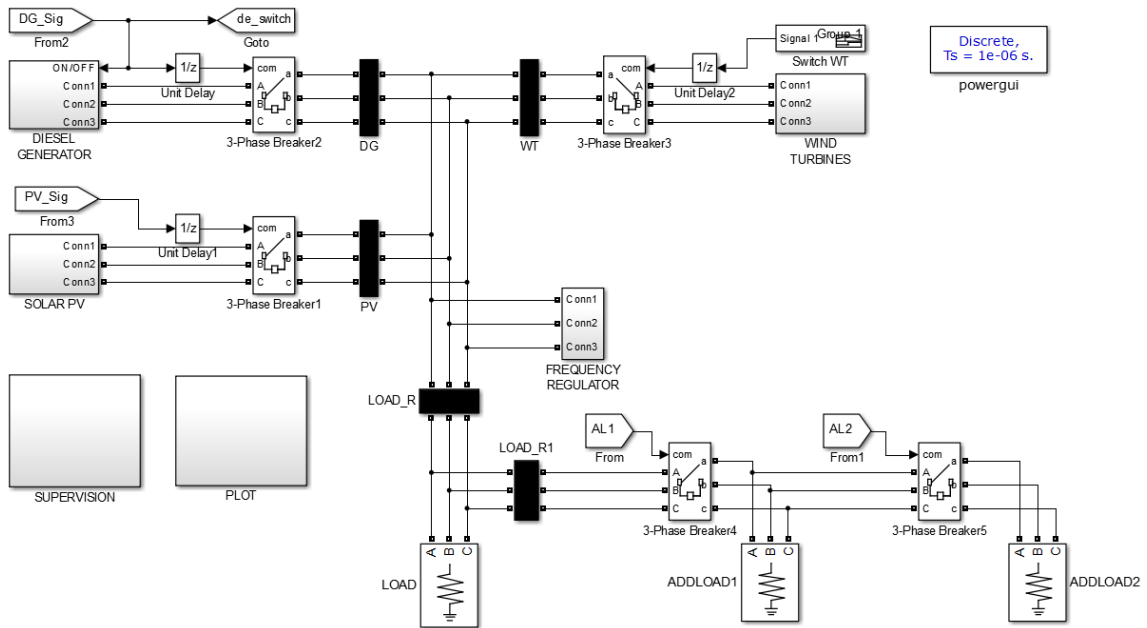 DG_Sig
From2
de_switch
Goto
ON/OFF
Conn1
Conn2
Conn3
DIESEL
GENERATOR
1/z
Unit Delay
com
A
B
C
a
b
c
3-Phase Breaker2
DG
WT
com
a
b
c
A
B
C
3-Phase Breaker3
1/z
Unit Delay2
Signal 1
Group 1
Switch WT
Conn1
Conn2
Conn3
WIND
TURBINES
Discrete,
Ts = 1e-06 s.
powergui
PV_Sig
From3
Conn1
Conn2
Conn3
SOLAR PV
1/z
Unit Delay1
com
A
B
C
a
b
c
3-Phase Breaker1
PV
Conn1
Conn2
Conn3
FREQUENCY
REGULATOR
SUPERVISION
PLOT
LOAD_R
LOAD_R1
AL1
From
com
A
B
C
a
b
c
3-Phase Breaker4
AL2
From1
com
A
B
C
a
b
c
3-Phase Breaker5
A B C
LOAD
A B C
ADDLOAD1
A B C
ADDLOAD2